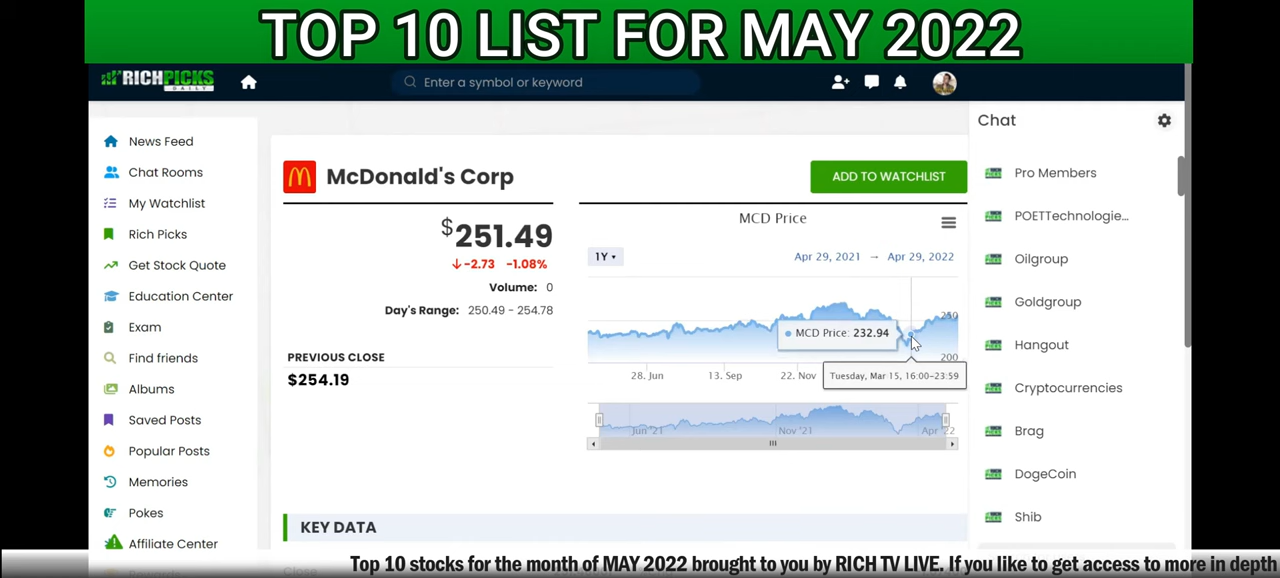 TOP 10 LIST FOR MAY 2022
RICHPICKS
DAILY
Enter a symbol or keyword
News Feed
Chat Rooms
My Watchlist
Rich Picks
Get Stock Quote
Education Center
Exam
Find friends
Albums
Saved Posts
Popular Posts
Memories
Pokes
Affiliate Center
McDonald's Corp
ADD TO WATCHLIST
$251.49
-2.73 -1.08%
Volume: 0
Day's Range: 250.49 - 254.78
PREVIOUS CLOSE
$254.19
MCD Price
1Y
Apr 29, 2021 → Apr 29, 2022
250
MCD Price: 232.94
200
28. Jun 13. Sep 22. Nov
Tuesday, Mar 15, 16:00-23:59
Jun '21 Nov '21 Apr '22
KEY DATA
Close
Chat
Pro Members
POETTechnologie...
Oilgroup
Goldgroup
Hangout
Cryptocurrencies
Brag
DogeCoin
Shib
Top 10 stocks for the month of MAY 2022 brought to you by RICH TV LIVE. If you like to get access to more in depth